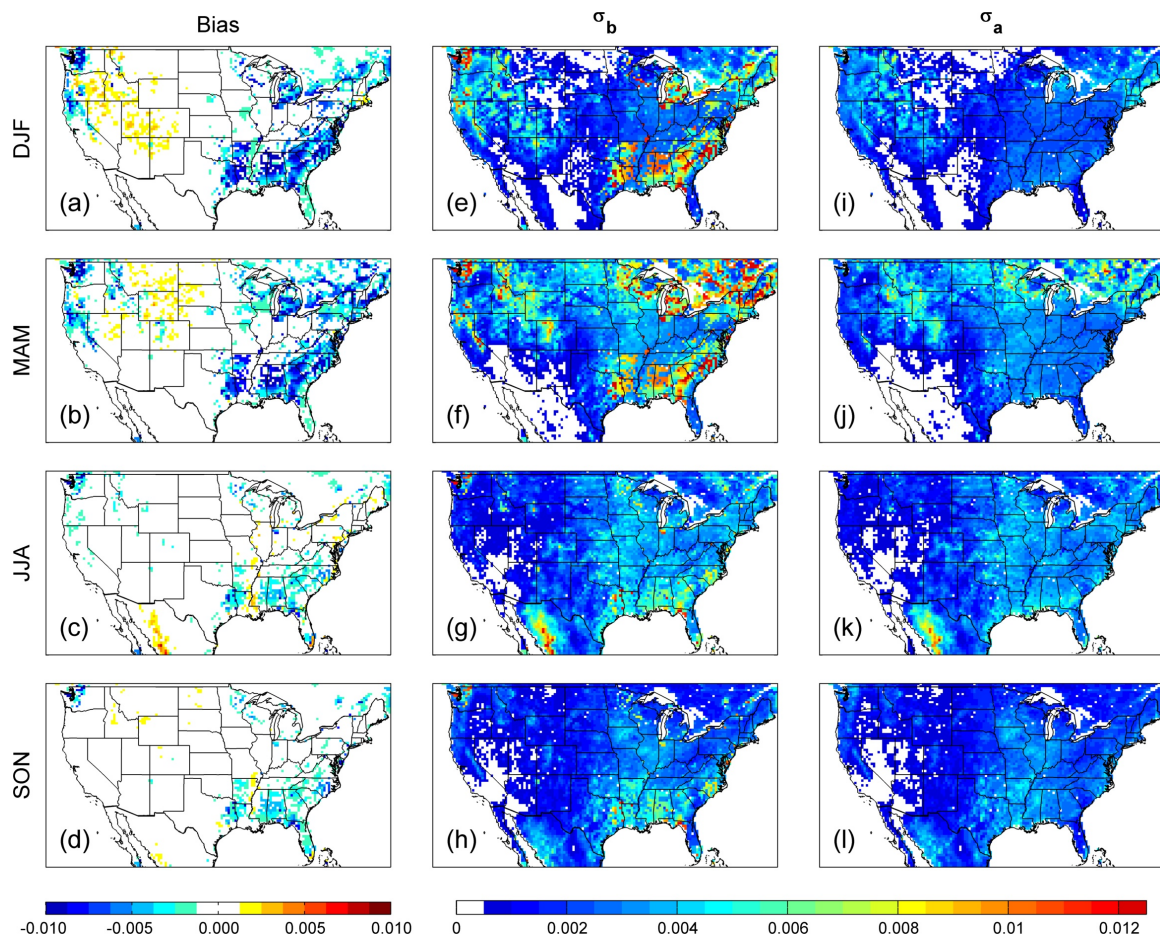 Bias σb σa
DJF
(a) (e) (i)
MAM
(b) (f) (j)
JJA
(c) (g) (k)
SON
(d) (h) (l)
-0.010 -0.005 0.000 0.005 0.010 0 0.002 0.004 0.006 0.008 0.01 0.012